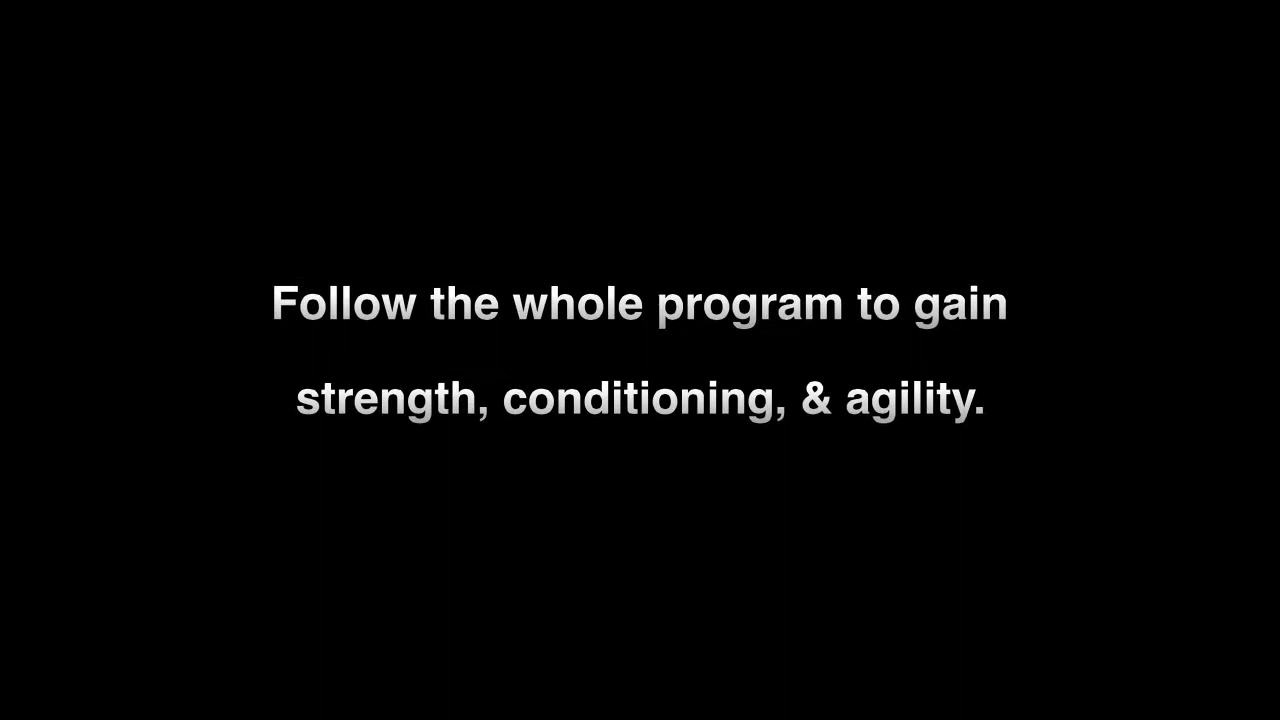 Follow the whole program to gain
strength, conditioning, & agility.